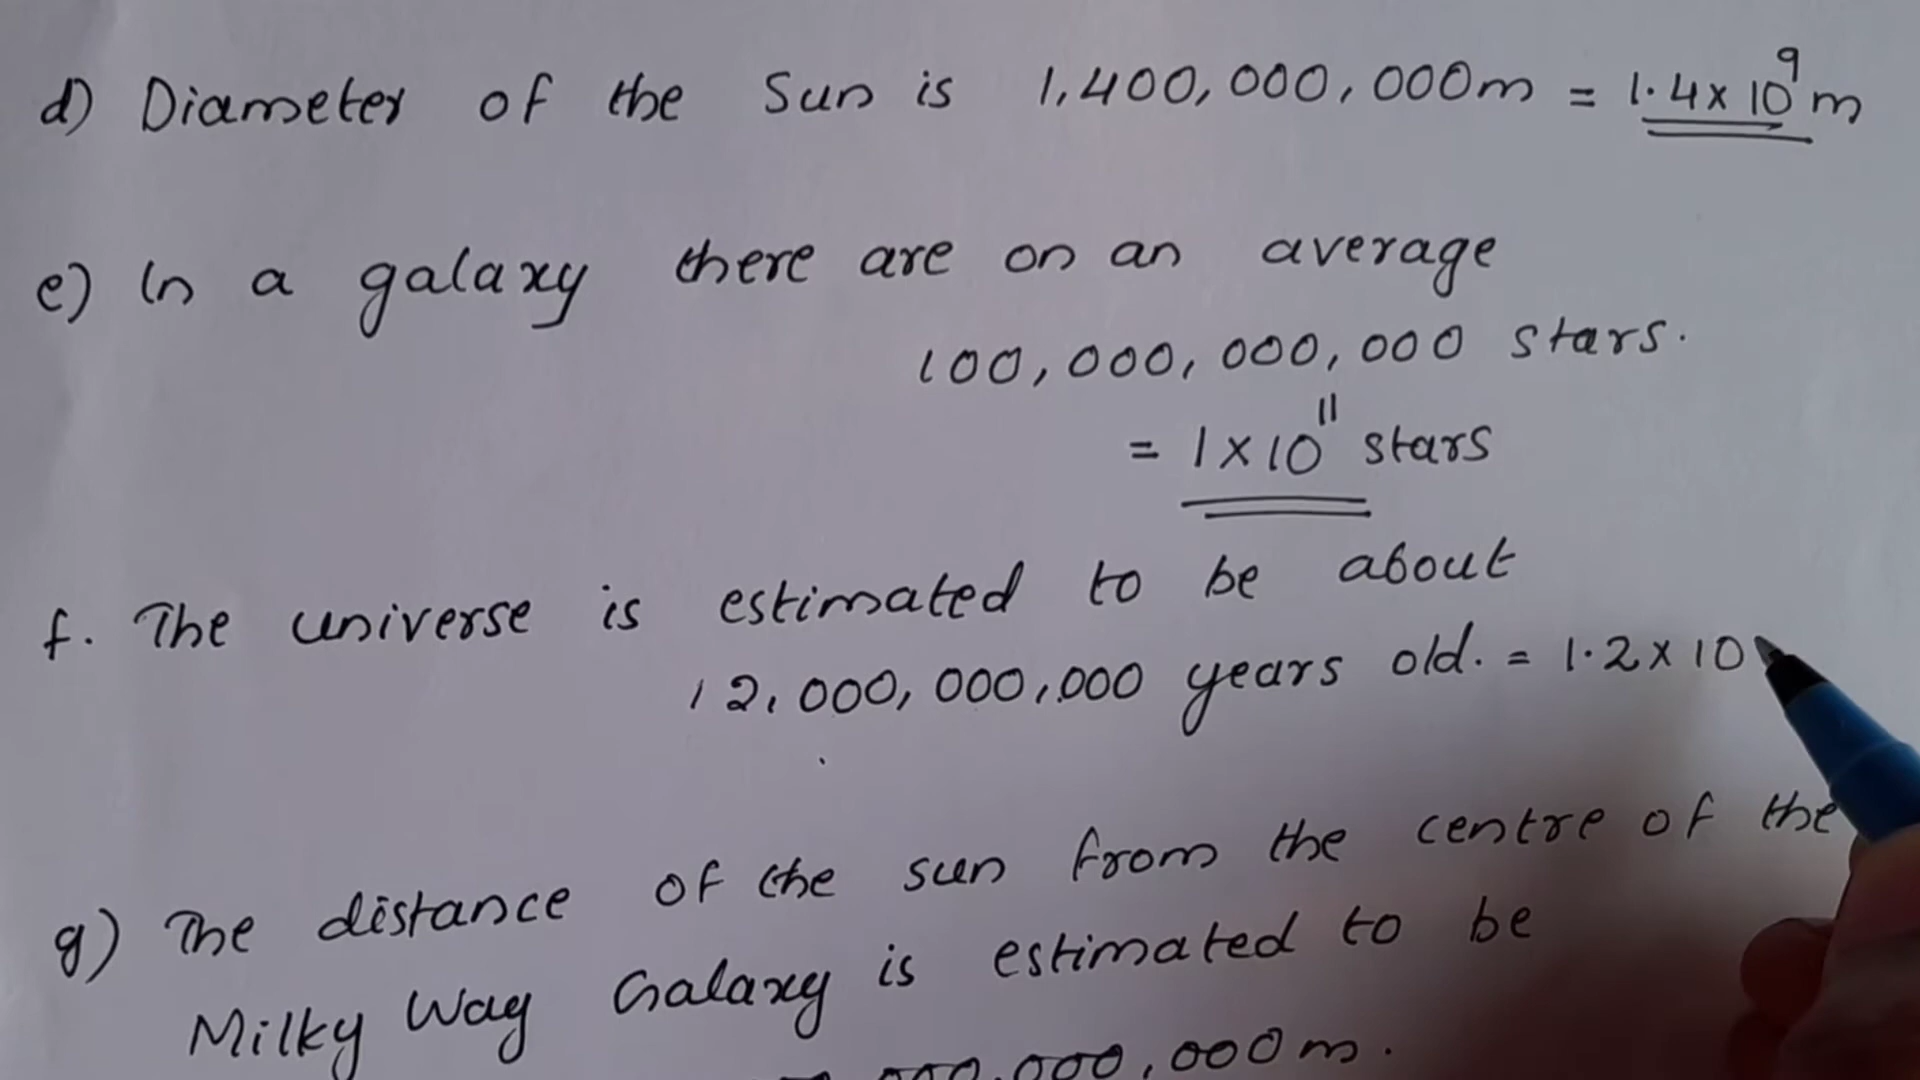 d) Diameter of the Sun is 1,400,000,000m = 1.4x10⁹m
e) In a galaxy there are on an average
100,000,000,000 stars.
= 1x10¹¹ stars
f. The universe is estimated to be about
12,000,000,000 years old. = 1.2x10
g) The distance of the sun from the centre of the
Milky Way Galaxy is estimated to be
000,000,000m.